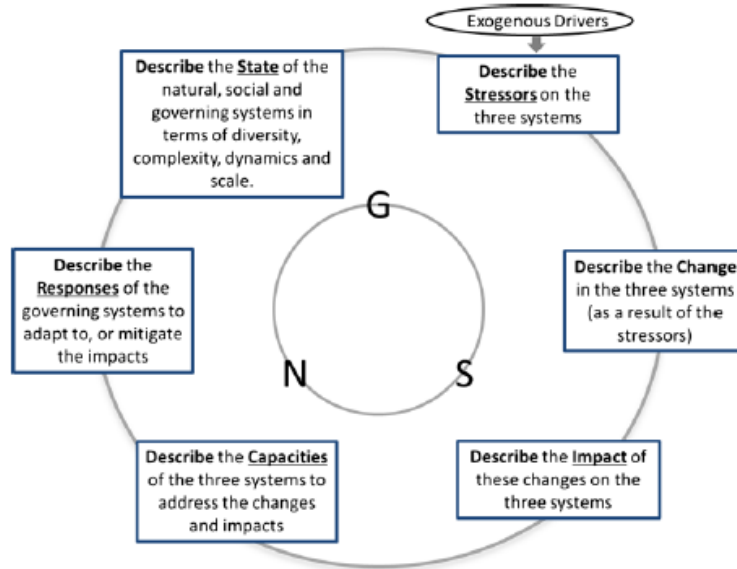 Exogenous Drivers
Describe the State of the
natural, social and
governing systems in
terms of diversity,
complexity, dynamics and
scale.
Describe the
Stressors on the
three systems
G
Describe the
Responses of the
governing systems to
adapt to, or mitigate
the impacts
Describe the Change
in the three systems
(as a result of the
stressors)
N
S
Describe the Capacities
of the three systems to
address the changes
and impacts
Describe the Impact of
these changes on the
three systems